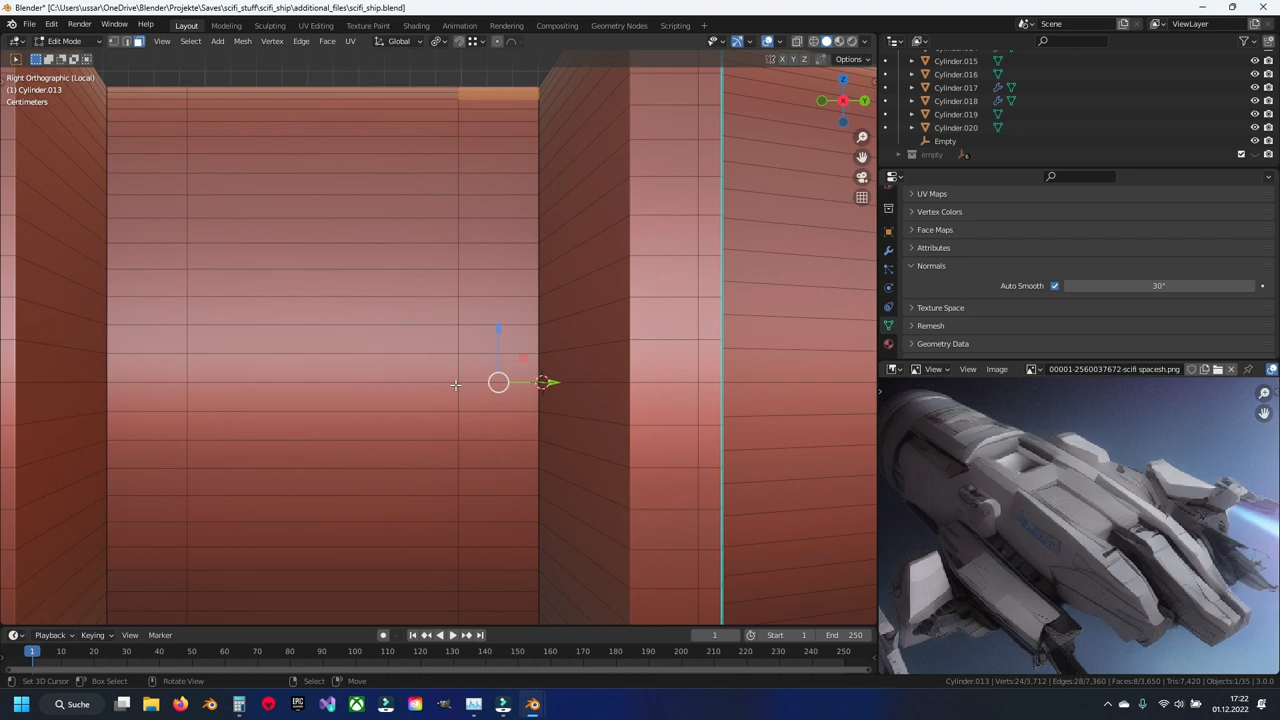 Blender* [C:\Users\ussar\OneDrive\Blender\Projekte\Saves\scifi_stuff\scifi_ship\additional_files\scifi_ship.blend]
File Edit Render Window Help Layout Modeling Sculpting UV Editing Texture Paint Shading Animation Rendering Compositing Geometry Nodes Scripting + Scene ViewLayer
Edit Mode View Select Add Mesh Vertex Edge Face UV Global
X Y Z Options
Right Orthographic (Local)
(1) Cylinder.013
Centimeters
Z
Y
X
Cylinder.015
Cylinder.016
Cylinder.017
Cylinder.018
Cylinder.019
Cylinder.020
Empty
empty 6
UV Maps
Vertex Colors
Face Maps
Attributes
Normals
Auto Smooth 30°
Texture Space
Remesh
Geometry Data
View View Image 00001-2560037672-scifi spacesh.png
Playback Keying View Marker 1 Start 1 End 250
1 10 20 30 40 50 60 70 80 90 100 110 120 130 140 150 160 170 180 190 200 210 220 230 240 250
Set 3D Cursor Box Select Rotate View Select Move Cylinder.013 Verts:24/3,712 Edges:28/7,360 Faces:8/3,650 Tris:7,420 Objects:1/35 3.0.0
Suche
17:22
01.12.2022